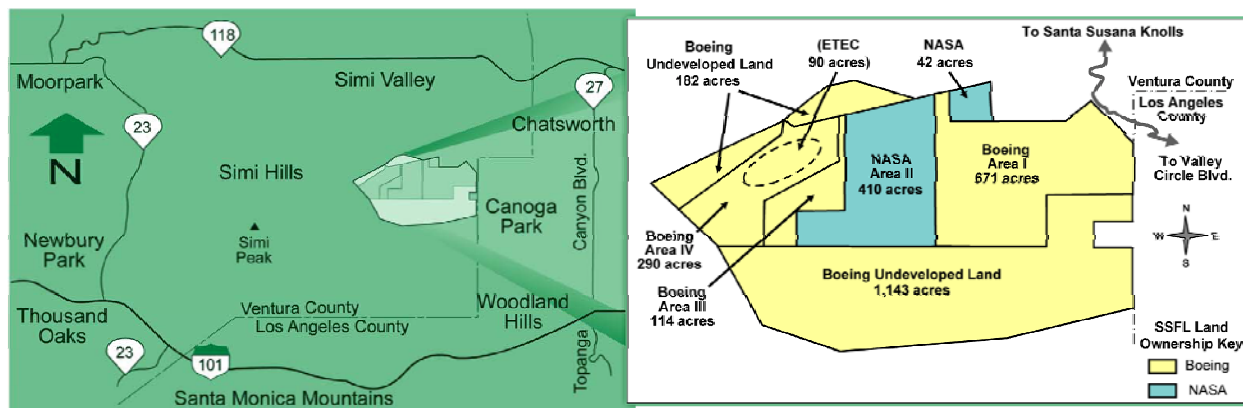 118
Moorpark
Simi Valley
27
23
Chatsworth
N
Simi Hills
Canoga
Park
Canyon Blvd.
Newbury
Park
Simi
Peak
Ventura County
Los Angeles County
Woodland
Hills
Thousand
Oaks
23
101
Topanga
Santa Monica Mountains
To Santa Susana Knolls
Boeing
Undeveloped Land
182 acres
(ETEC
90 acres)
NASA
42 acres
Ventura County
Los Angeles
County
NASA
Area II
410 acres
Boeing
Area I
671 acres
To Valley
Circle Blvd.
N
W
E
S
Boeing
Area IV
290 acres
Boeing
Area III
114 acres
Boeing Undeveloped Land
1,143 acres
SSFL Land
Ownership Key
Boeing
NASA